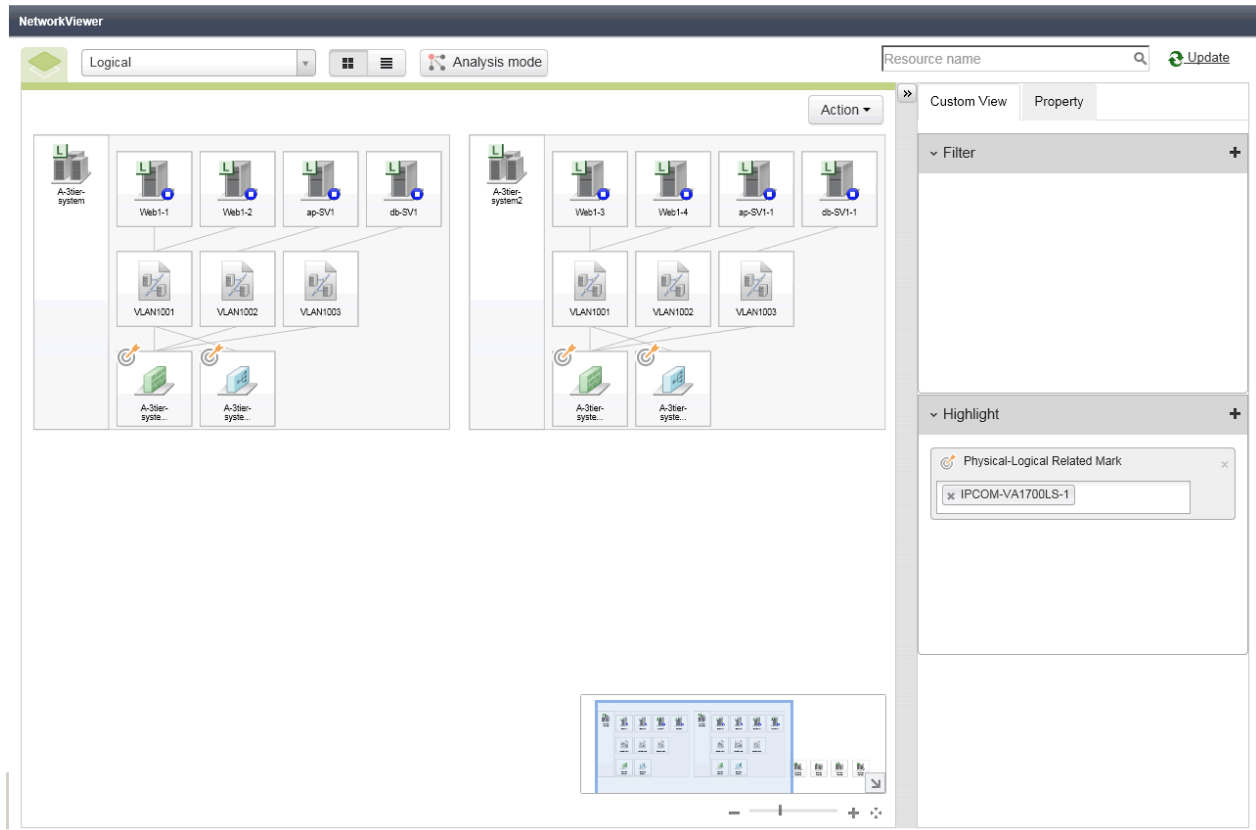 NetworkViewer
Logical
Analysis mode
Resource name
Update
Action
»
Custom View
Property
Filter
L
A-3tier-
system
L
Web1-1
L
Web1-2
L
ap-SV1
L
db-SV1
L
A-3tier-
system2
L
Web1-3
L
Web1-4
L
ap-SV1-1
L
db-SV1-1
VLAN1001
VLAN1002
VLAN1003
VLAN1001
VLAN1002
VLAN1003
A-3tier-
syste...
A-3tier-
syste...
A-3tier-
syste...
A-3tier-
syste...
Highlight
Physical-Logical Related Mark
IPCOM-VA1700LS-1